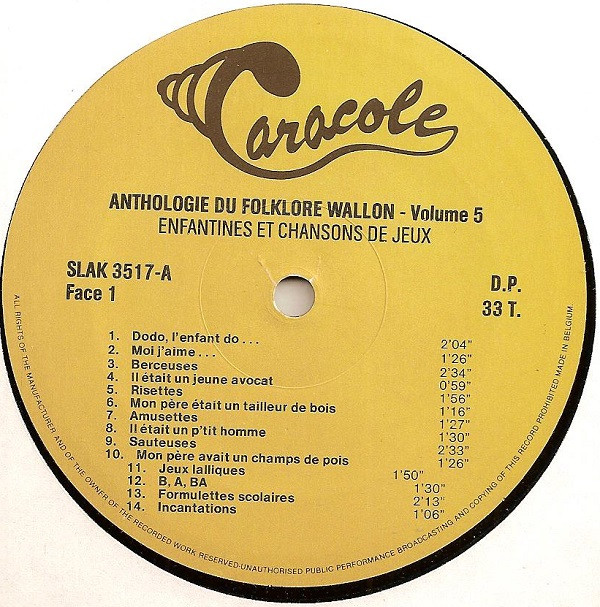 Caracole
ANTHOLOGIE DU FOLKLORE WALLON - Volume 5
ENFANTINES ET CHANSONS DE JEUX
SLAK 3517-A
Face 1
D.P.
33 T.
1. Dodo, l'enfant do . . . 2'04"
2. Moi j'aime . . . 1'26"
3. Berceuses 2'34"
4. Il était un jeune avocat 0'59"
5. Risettes 1'56"
6. Mon père était un tailleur de bois 1'16"
7. Amusettes 1'27"
8. Il était un p'tit homme 1'30"
9. Sauteuses 2'33"
10. Mon père avait un champs de pois 1'26"
11. Jeux lalliques 1'50"
12. B, A, BA 1'30"
13. Formulettes scolaires 2'13"
14. Incantations 1'06"
ALL RIGHTS OF THE MANUFACTURER AND OF THE OWNER OF THE RECORDED WORK RESERVED-UNAUTHORISED PUBLIC PERFORMANCE BROADCASTING AND COPYING OF THIS RECORD PROHIBITED MADE IN BELGIUM.